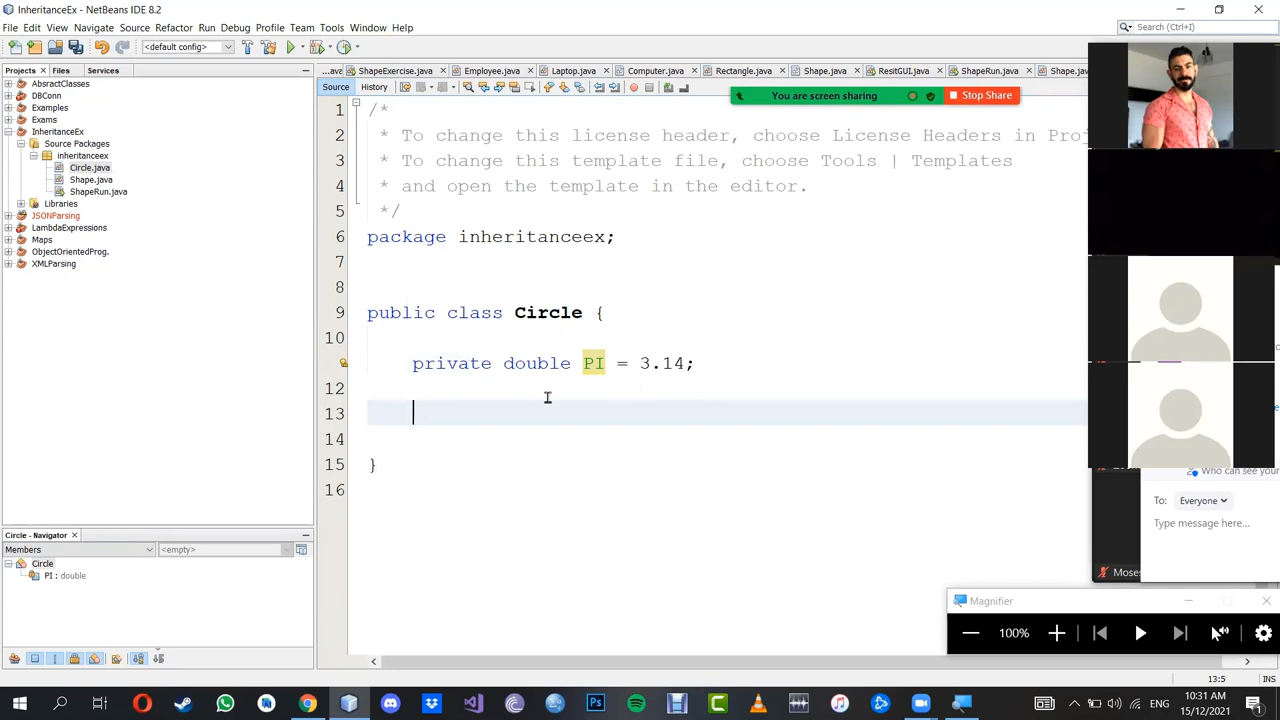 InheritanceEx - NetBeans IDE 8.2
File Edit View Navigate Source Refactor Run Debug Profile Team Tools Window Help
Search (Ctrl+I)
<default config>
Projects Files Services
...ava ShapeExercise.java Employee.java Laptop.java Computer.java Rectangle.java Shape.java ResitGUI.java ShapeRun.java Shape.jav
Source History
You are screen sharing
Stop Share
AbstractClasses
DBConn
Examples
Exams
InheritanceEx
Source Packages
inheritanceex
Circle.java
Shape.java
ShapeRun.java
Libraries
JSONParsing
LambdaExpressions
Maps
ObjectOrientedProg.
XMLParsing
1 /*
2 * To change this license header, choose License Headers in Proj
3 * To change this template file, choose Tools | Templates
4 * and open the template in the editor.
5 */
6 package inheritanceex;
7
8
9 public class Circle {
10
private double PI = 3.14;
12
13
14
15 }
16
Circle - Navigator
Members <empty>
Circle
PI : double
Who can see your
To: Everyone
Type message here...
Moses
Magnifier
100%
13:5 INS
ENG
10:31 AM
15/12/2021
1